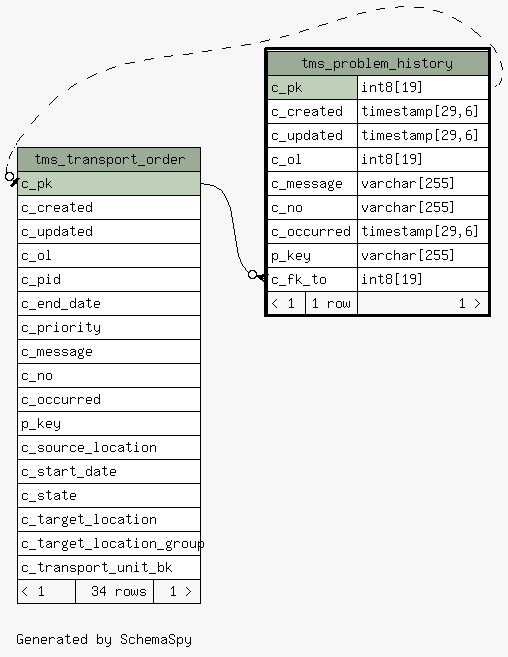 tms_problem_history
c_pk int8[19]
c_created timestamp[29,6]
c_updated timestamp[29,6]
c_ol int8[19]
c_message varchar[255]
c_no varchar[255]
c_occurred timestamp[29,6]
p_key varchar[255]
c_fk_to int8[19]
< 1 1 row 1 >
tms_transport_order
c_pk
c_created
c_updated
c_ol
c_pid
c_end_date
c_priority
c_message
c_no
c_occurred
p_key
c_source_location
c_start_date
c_state
c_target_location
c_target_location_group
c_transport_unit_bk
< 1 34 rows 1 >
Generated by SchemaSpy